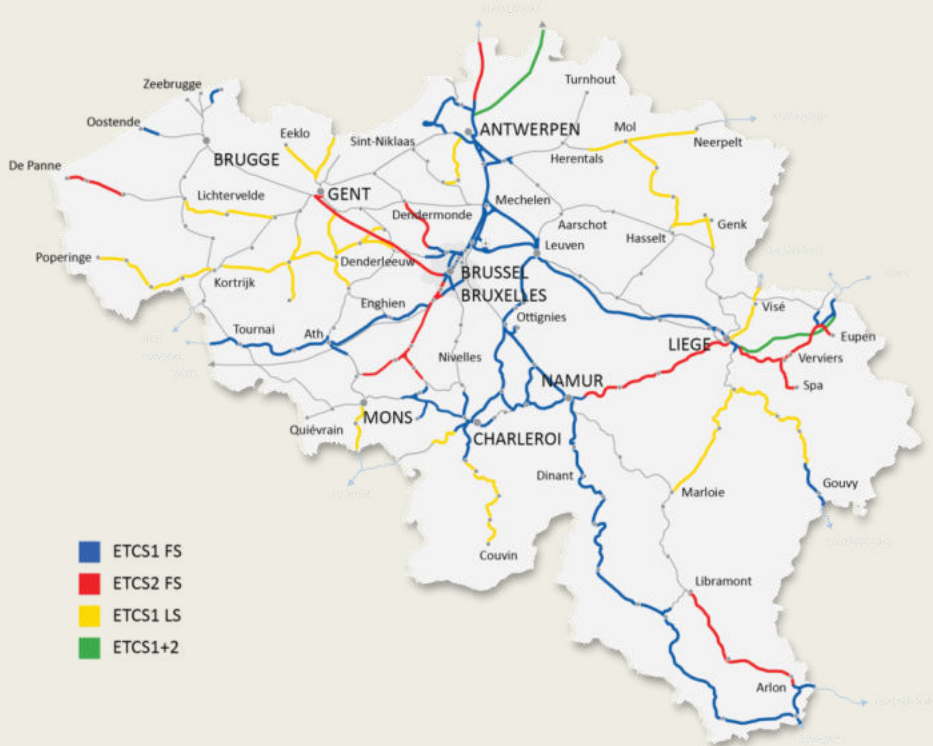 Zeebrugge
Turnhout
Oostende
ANTWERPEN
Eeklo
Sint-Niklaas
Mol
BRUGGE
Herentals
Neerpelt
De Panne
GENT
Lichtervelde
Mechelen
Dendermonde
Aarschot
Genk
Hasselt
Leuven
Poperinge
Denderleeuw
BRUSSEL
BRUXELLES
Kortrijk
Enghien
Visé
Ottignies
Tournai
Ath
LIEGE
Eupen
Nivelles
Verviers
NAMUR
Spa
MONS
Quiévrain
CHARLEROI
Dinant
Marloie
Gouvy
Couvin
ETCS1 FS
ETCS2 FS
Libramont
ETCS1 LS
ETCS1+2
Arlon